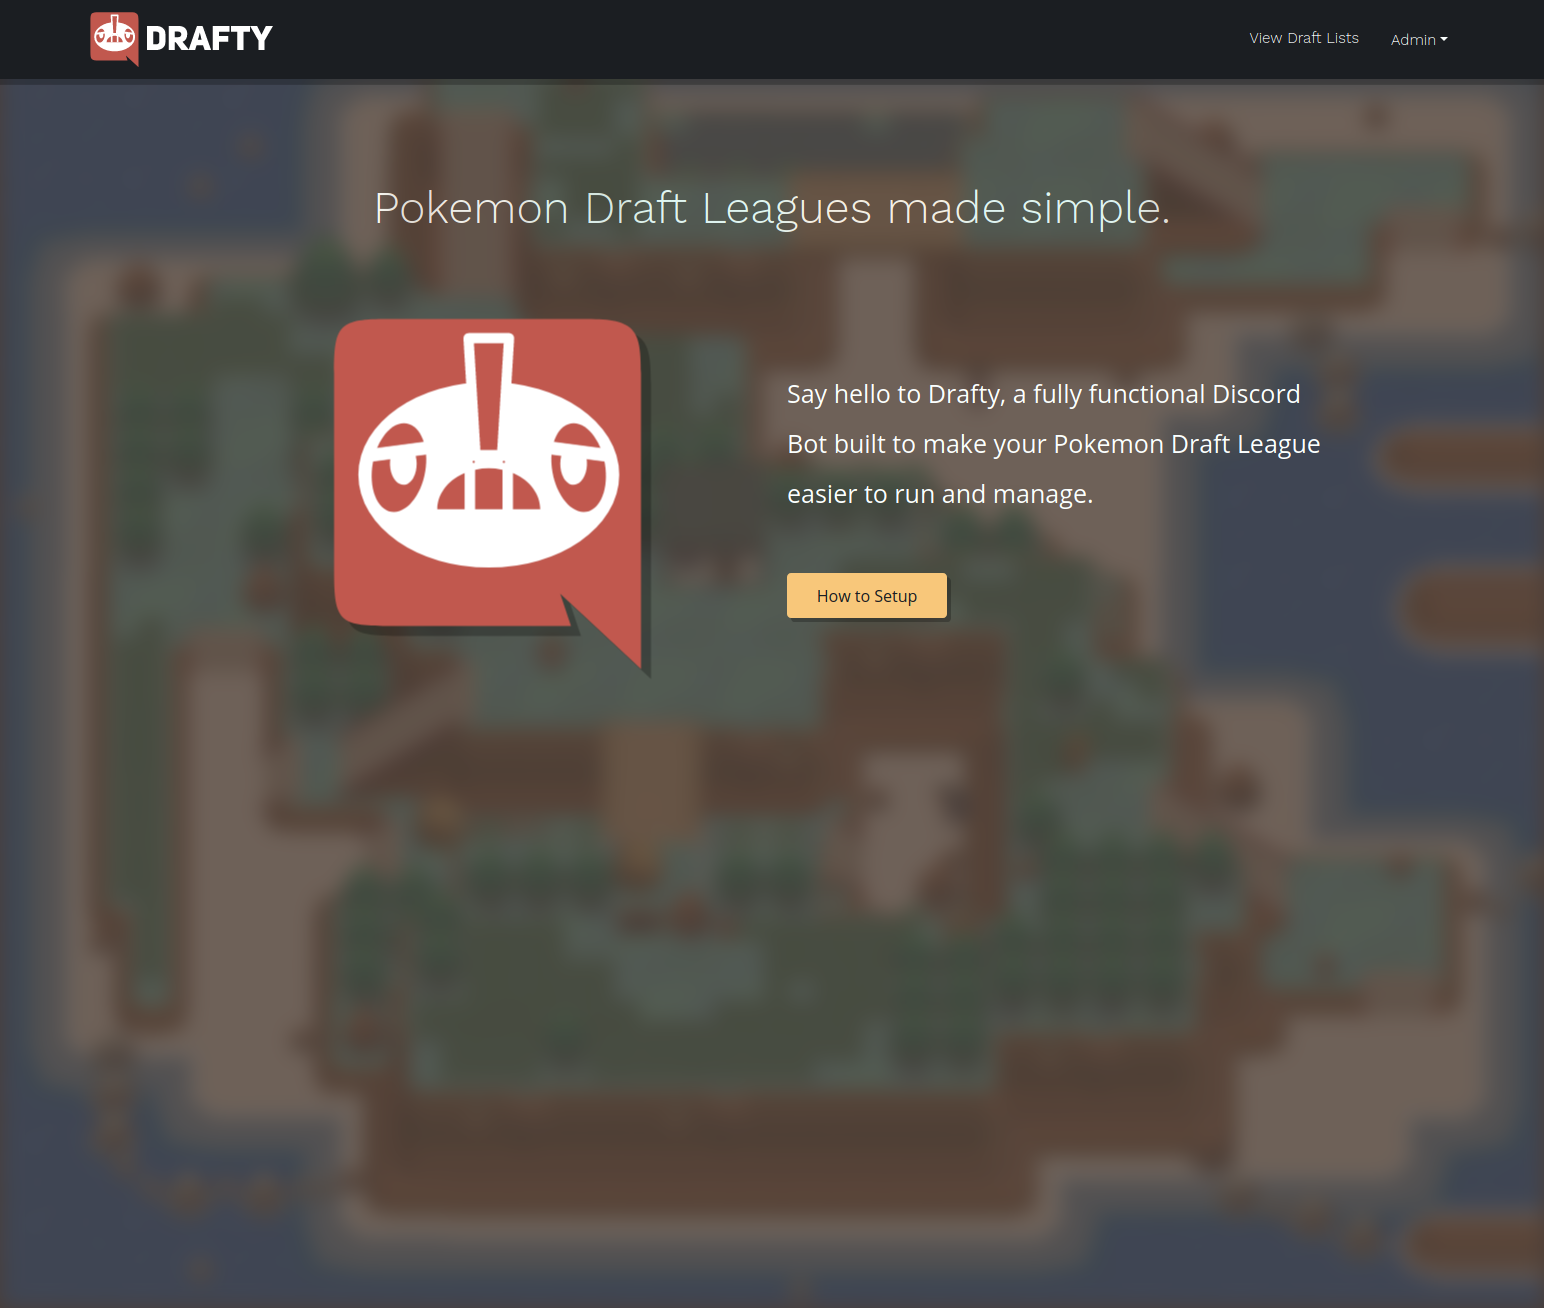 DRAFTY
View Draft Lists
Admin
Pokemon Draft Leagues made simple.
Say hello to Drafty, a fully functional Discord
Bot built to make your Pokemon Draft League
easier to run and manage.
How to Setup